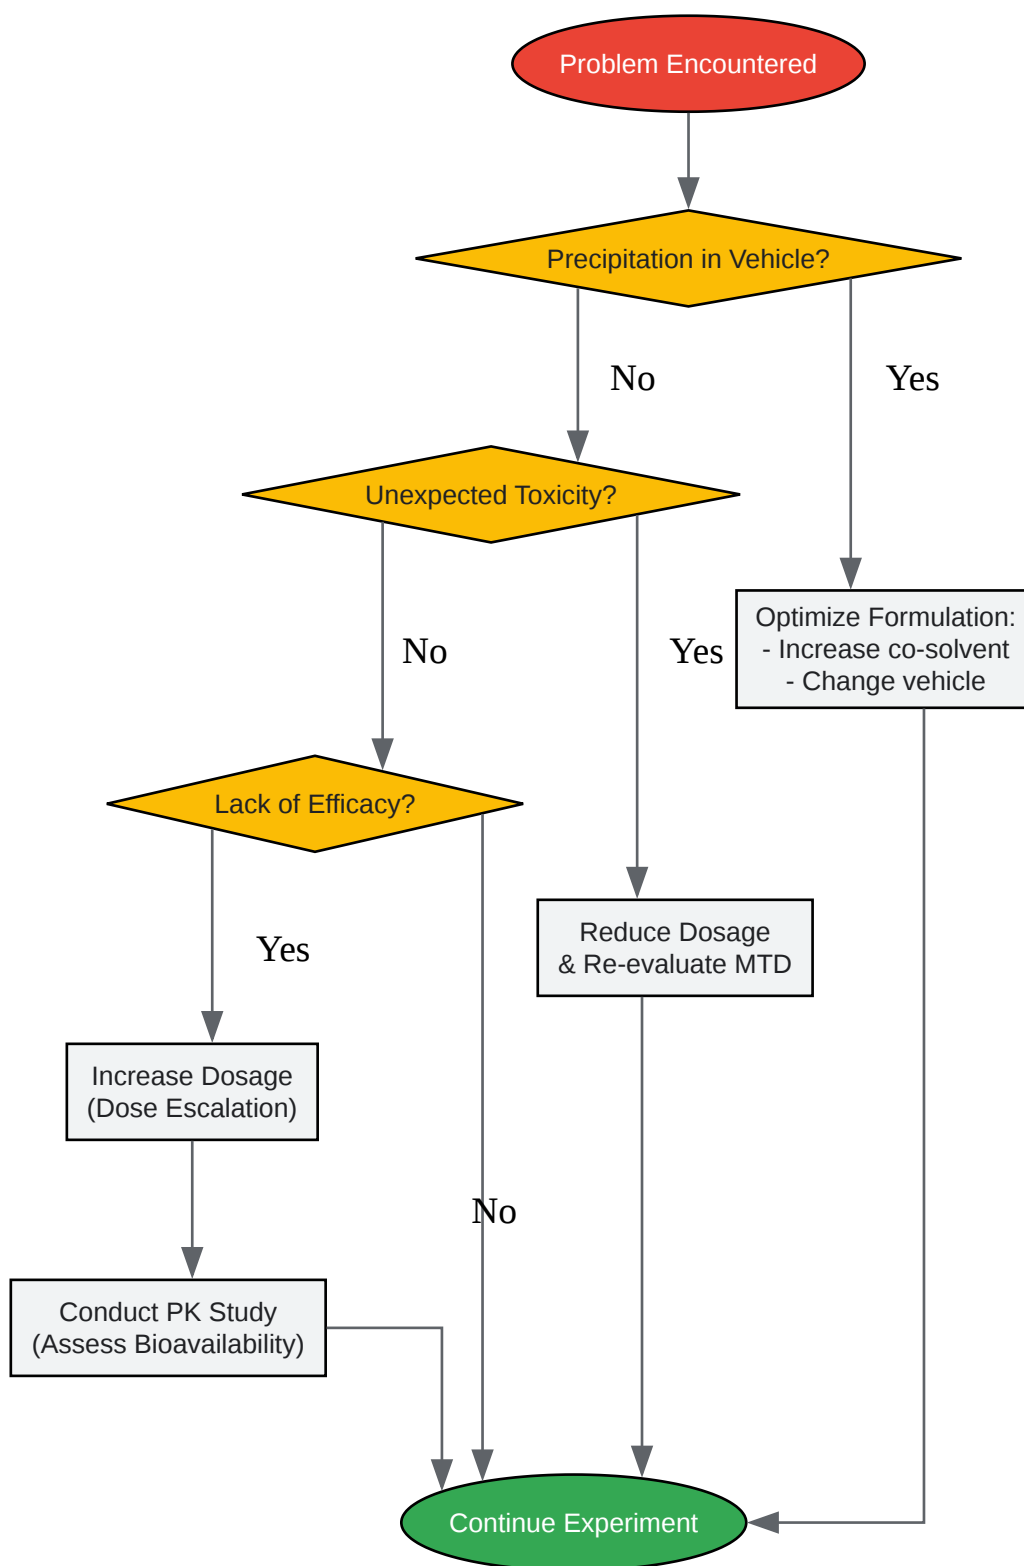 Problem Encountered
Precipitation in Vehicle?
No
Yes
Unexpected Toxicity?
Optimize Formulation:
- Increase co-solvent
- Change vehicle
No
Yes
Lack of Efficacy?
Reduce Dosage
& Re-evaluate MTD
Yes
Increase Dosage
(Dose Escalation)
No
Conduct PK Study
(Assess Bioavailability)
Continue Experiment